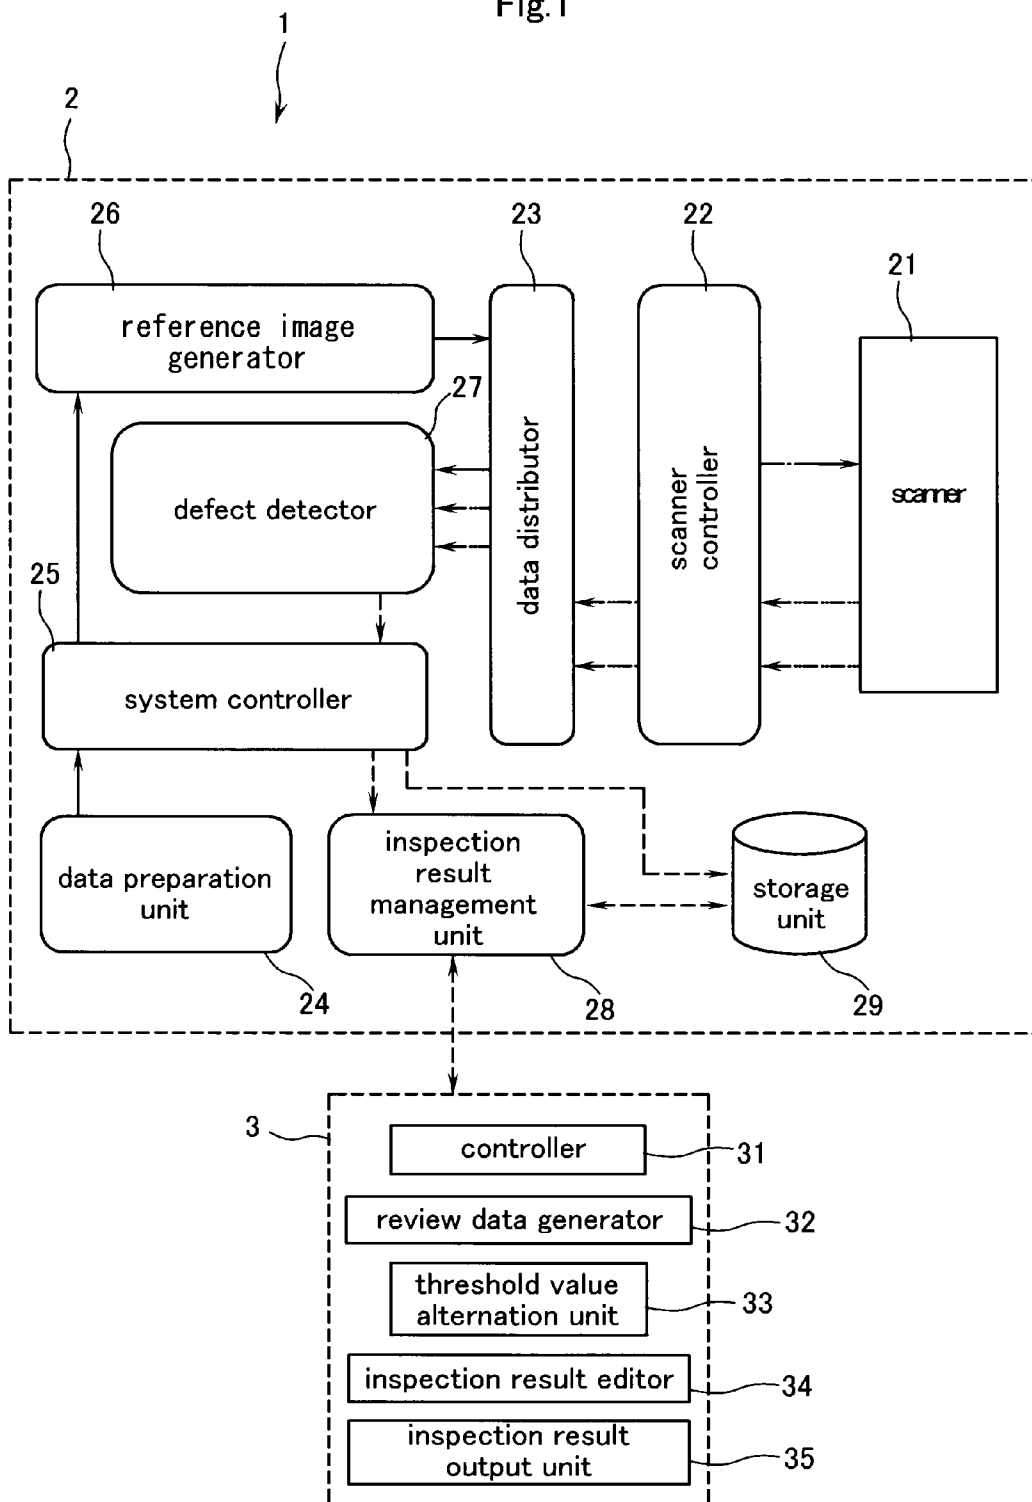 Fig.1
1
2
26
23
22
21
reference image
generator
27
defect detector
data distributor
scanner
controller
scanner
25
system controller
data preparation
unit
inspection
result
management
unit
storage
unit
24
28
29
3
controller
31
review data generator
32
threshold value
alternation unit
33
inspection result editor
34
inspection result
output unit
35